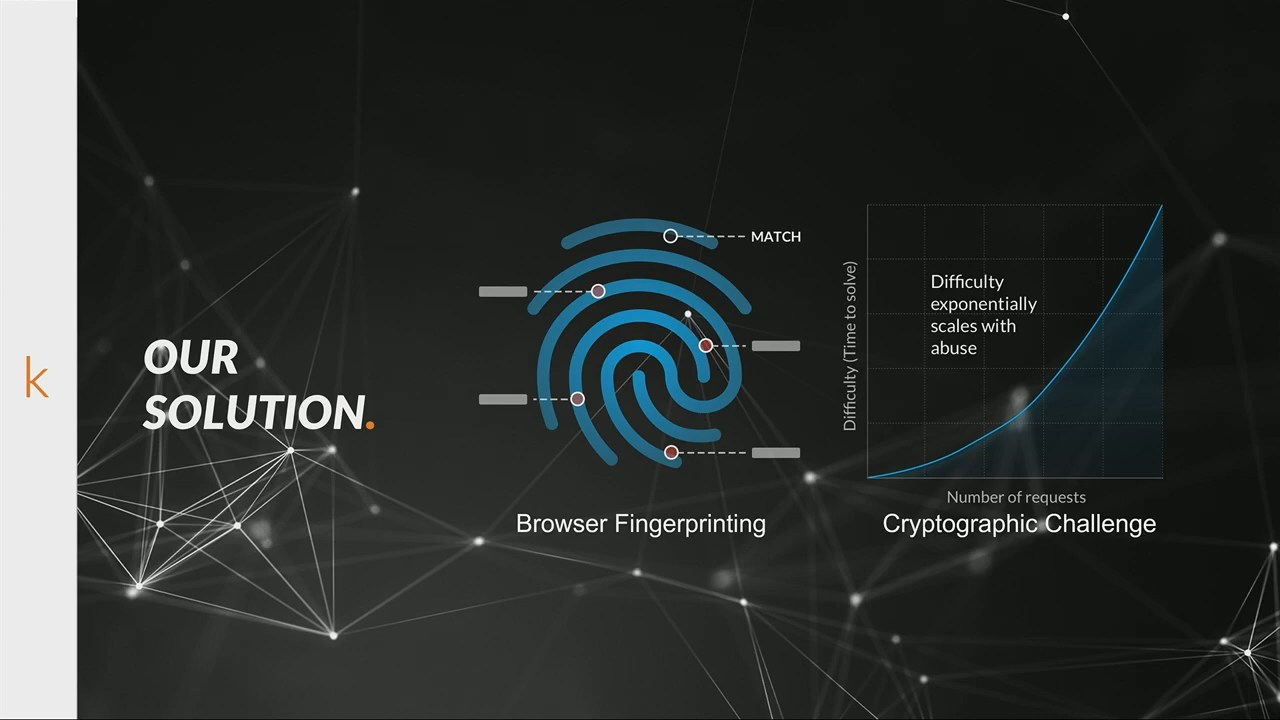 k
OUR
SOLUTION.
MATCH
Browser Fingerprinting
Difficulty (Time to solve)
Difficulty
exponentially
scales with
abuse
Number of requests
Cryptographic Challenge